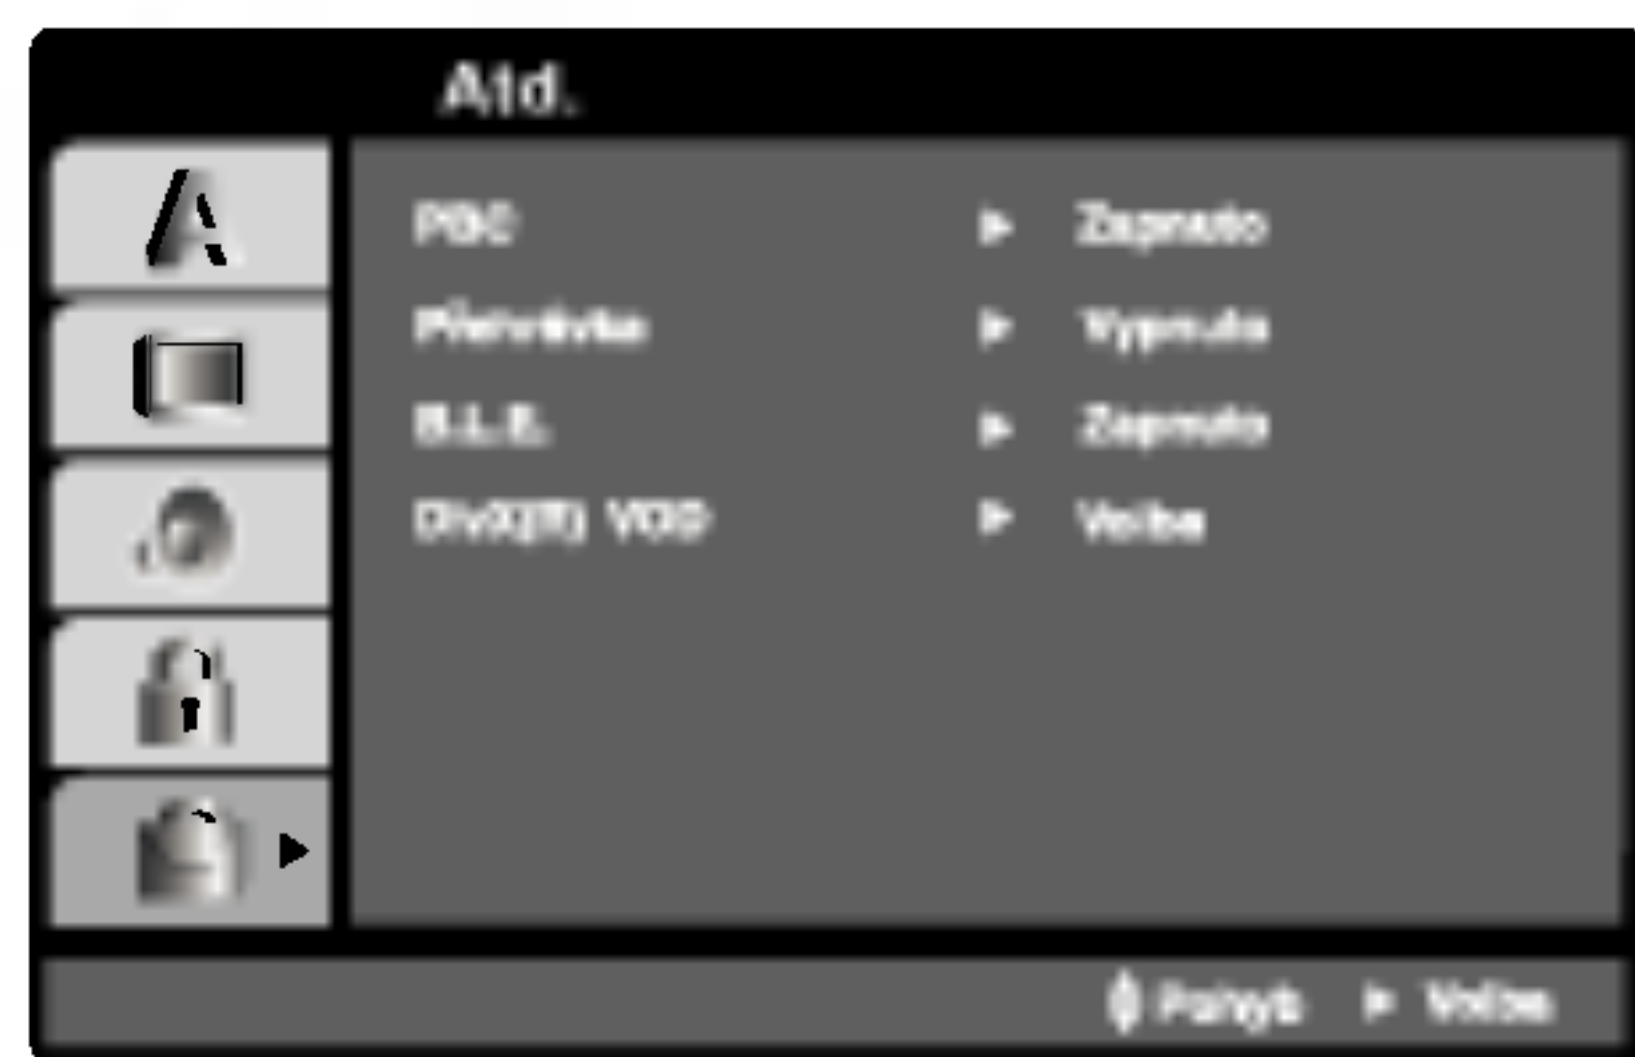 Atd.
PBC Zapnuto
Vypnuto
B.L.E. Zapnuto
DivX(R) VOD Volba
Pohyb Volba